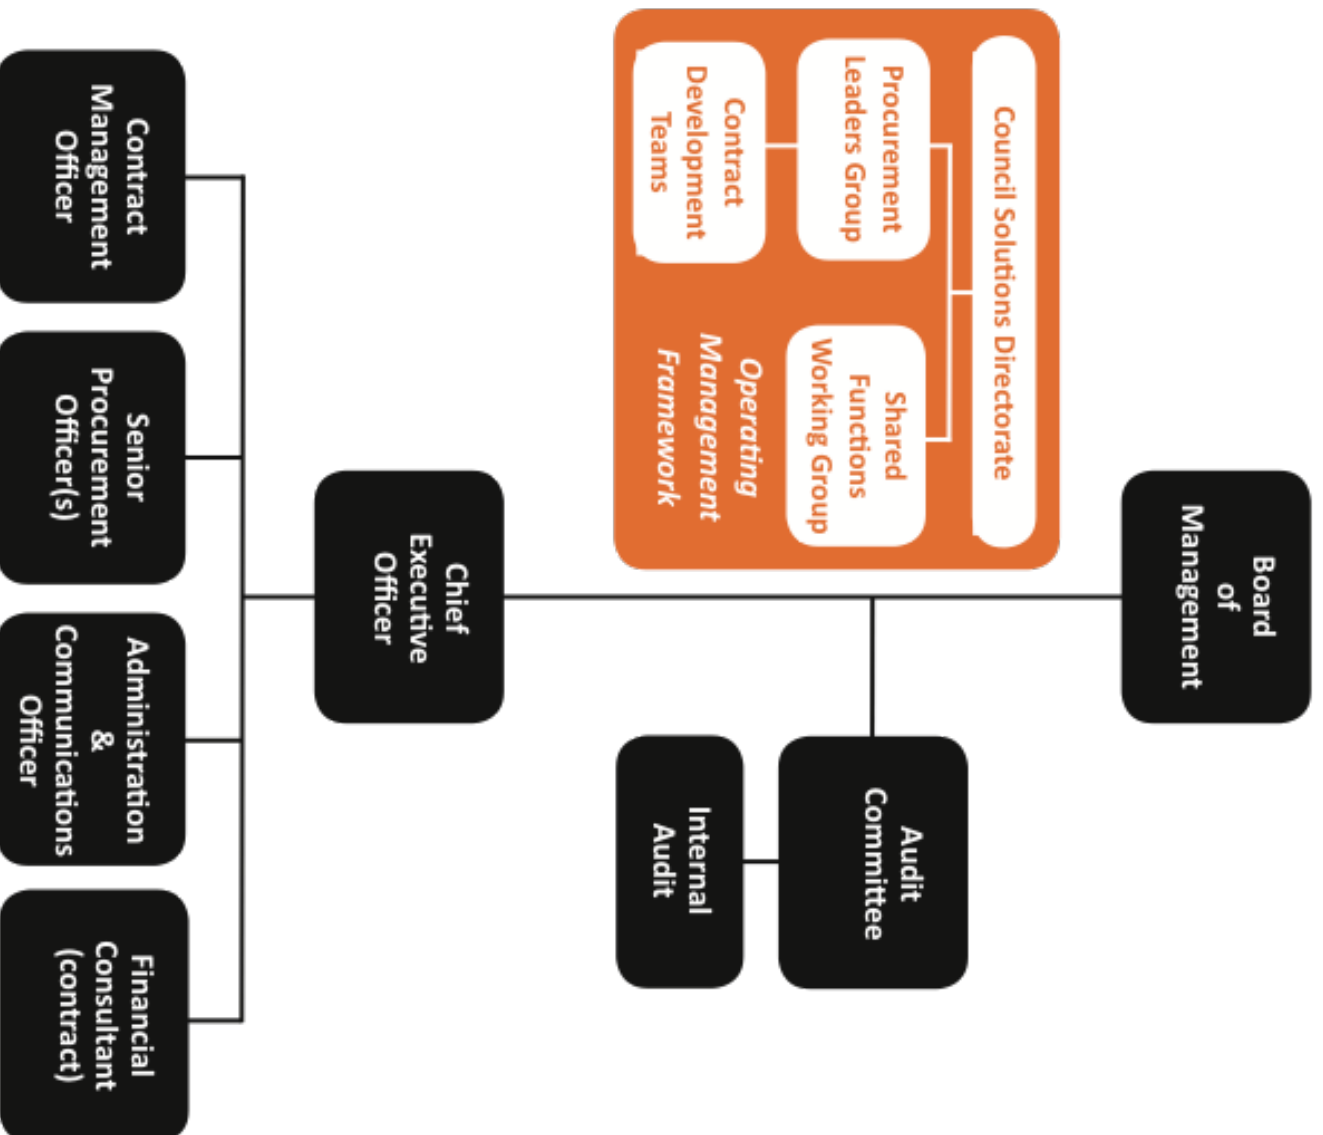 Board
of
Management
Council Solutions Directorate
Procurement
Leaders Group
Shared
Functions
Working Group
Contract
Development
Teams
Operating
Management
Framework
Audit
Committee
Internal
Audit
Chief
Executive
Officer
Contract
Management
Officer
Senior
Procurement
Officer(s)
Administration
&
Communications
Officer
Financial
Consultant
(contract)